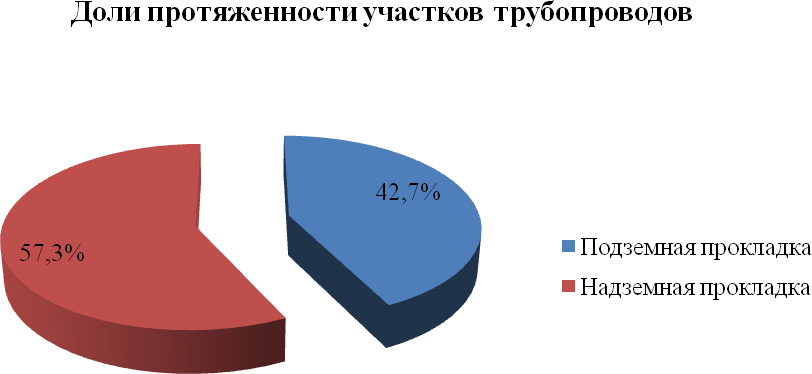 Доли протяженности участков трубопроводов
42,7%
57,3%
Подземная прокладка
Надземная прокладка